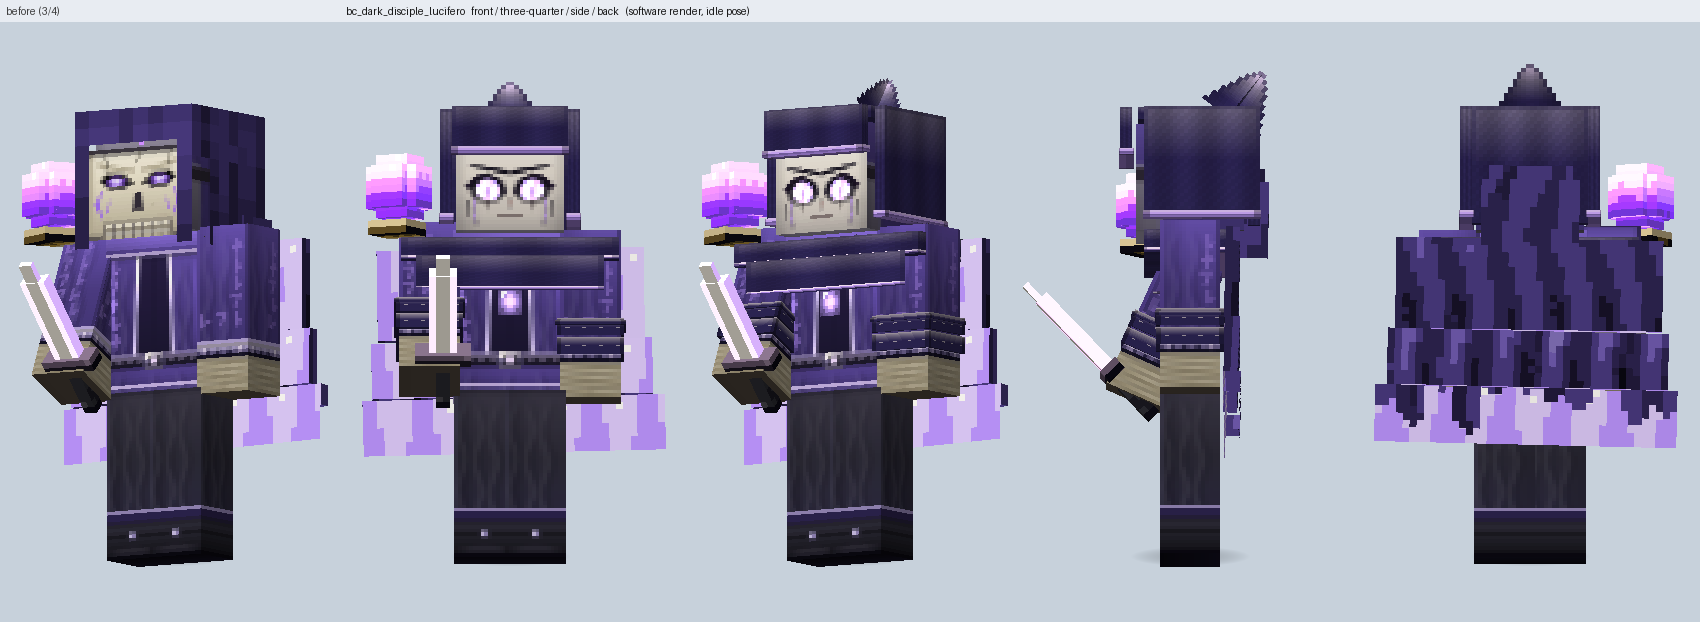 before (3/4)
bc_dark_disciple_lucifero front / three-quarter / side / back (software render, idle pose)